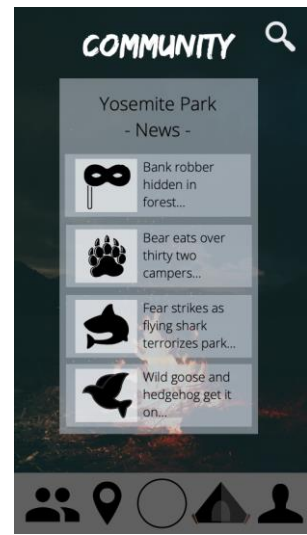 COMMUNITY
Yosemite Park
- News -
Bank robber
hidden in
forest...
Bear eats over
thirty two
campers...
Fear strikes as
flying shark
terrorizes park...
Wild goose and
hedgehog get it
on...